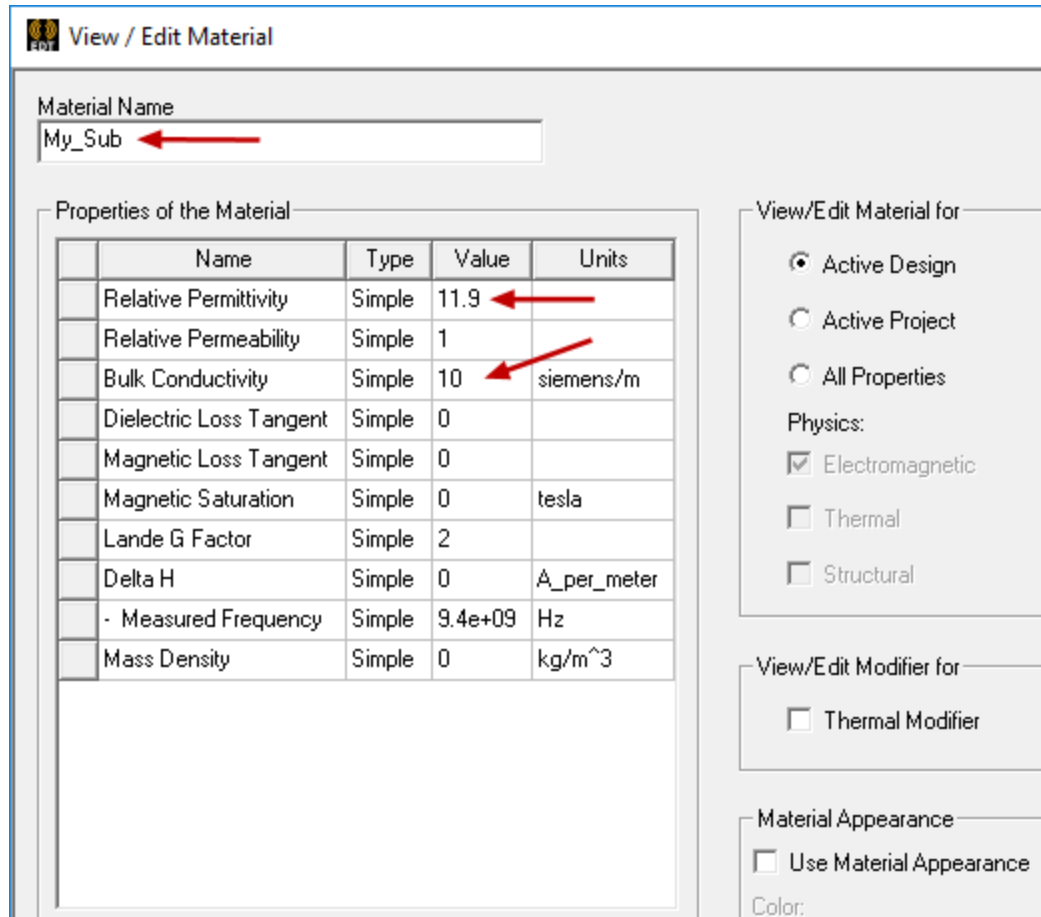 EDT View / Edit Material
Material Name
My_Sub
Properties of the Material
Name Type Value Units
Relative Permittivity Simple 11.9
Relative Permeability Simple 1
Bulk Conductivity Simple 10 siemens/m
Dielectric Loss Tangent Simple 0
Magnetic Loss Tangent Simple 0
Magnetic Saturation Simple 0 tesla
Lande G Factor Simple 2
Delta H Simple 0 A_per_meter
- Measured Frequency Simple 9.4e+09 Hz
Mass Density Simple 0 kg/m^3
View/Edit Material for
Active Design
Active Project
All Properties
Physics:
Electromagnetic
Thermal
Structural
View/Edit Modifier for
Thermal Modifier
Material Appearance
Use Material Appearance
Color: